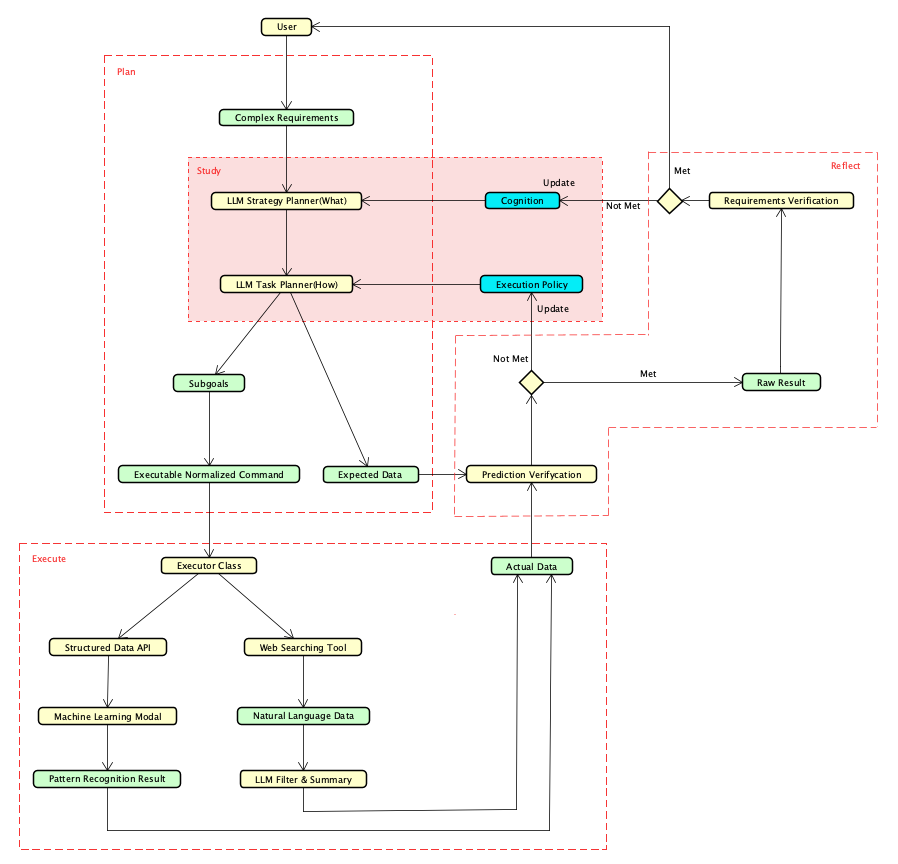 User
Plan
Complex Requirements
Reflect
Study
Met
Update
LLM Strategy Planner(What)
Cognition
Not Met
Requirements Verification
LLM Task Planner(How)
Execution Policy
Update
Not Met
Met
Subgoals
Raw Result
Executable Normalized Command
Expected Data
Prediction Verifycation
Execute
Executor Class
Actual Data
Structured Data API
Web Searching Tool
Machine Learning Modal
Natural Language Data
Pattern Recognition Result
LLM Filter & Summary